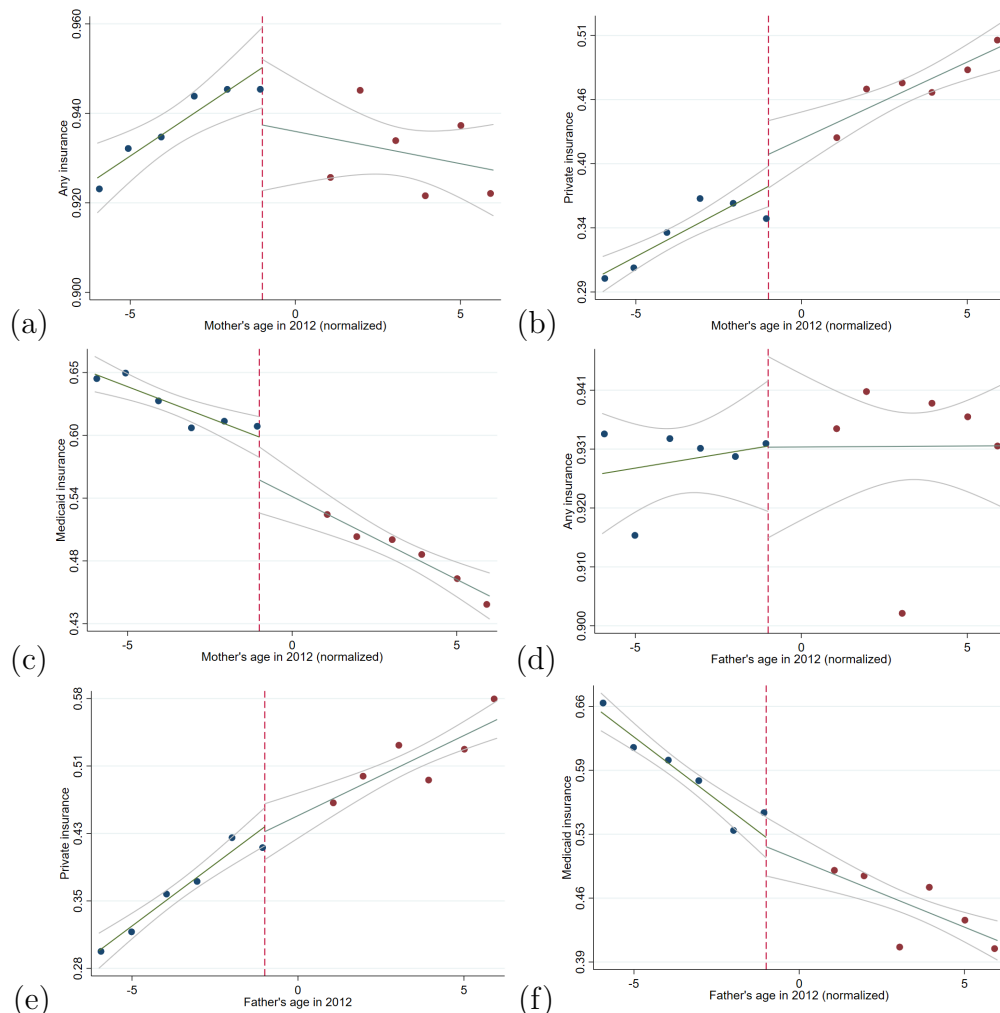 0.960
0.940
0.920
0.900
Any insurance
-5
0
5
Mother's age in 2012 (normalized)
(a)
0.51
0.46
0.40
0.34
0.29
Private insurance
-5
0
5
Mother's age in 2012 (normalized)
(b)
0.55
0.60
0.54
0.48
0.43
Medicaid insurance
-5
0
5
Mother's age in 2012 (normalized)
(c)
0.941
0.931
0.920
0.910
0.900
Any insurance
-5
0
5
Father's age in 2012 (normalized)
(d)
0.58
0.51
0.43
0.35
0.28
Private insurance
-5
0
5
Father's age in 2012
(e)
0.66
0.59
0.55
0.46
0.39
Medicaid insurance
-5
0
5
Father's age in 2012 (normalized)
(f)